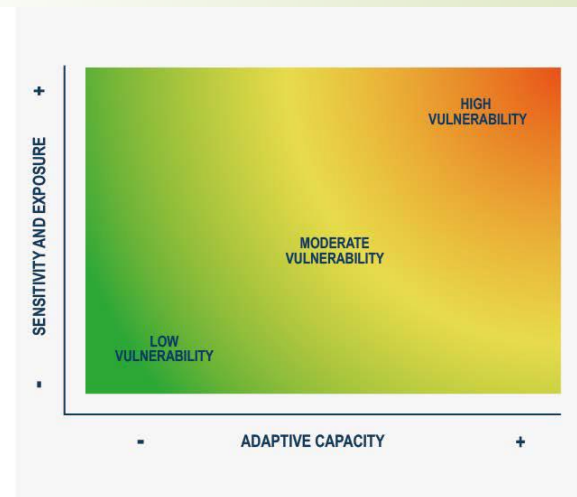 +
SENSITIVITY AND EXPOSURE
-
HIGH
VULNERABILITY
MODERATE
VULNERABILITY
LOW
VULNERABILITY
-
ADAPTIVE CAPACITY
+